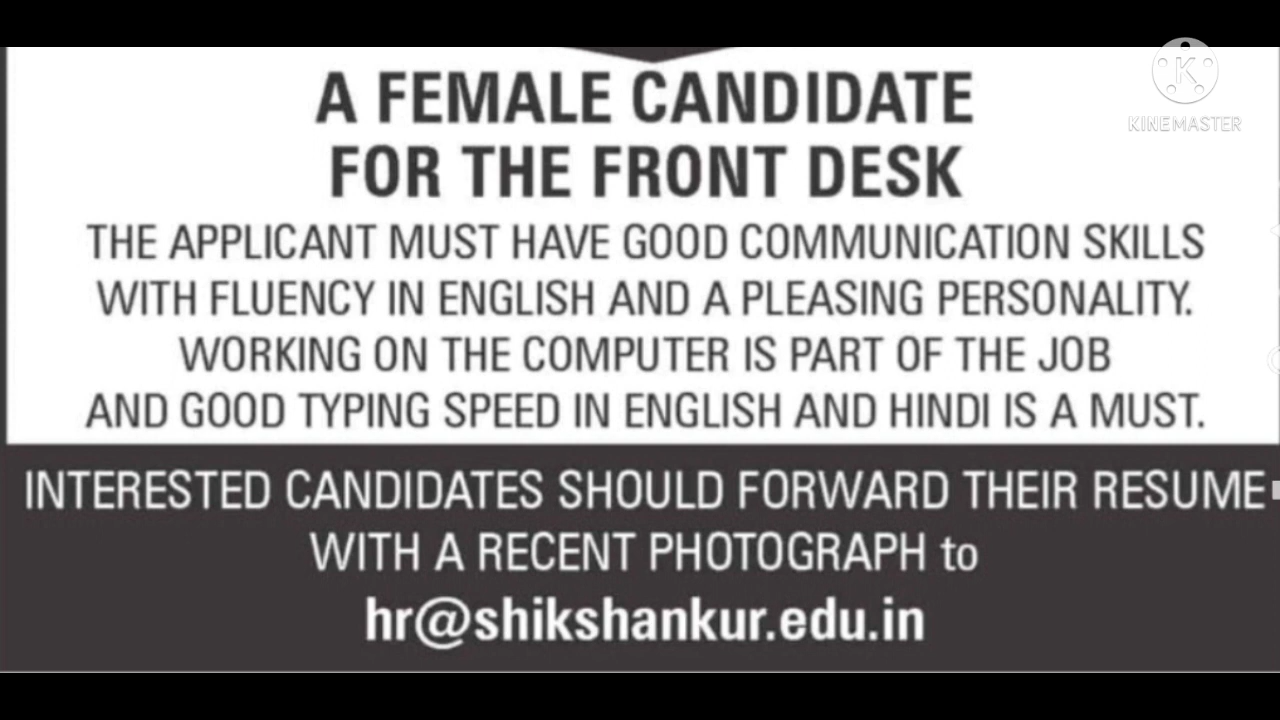 A FEMALE CANDIDATE
FOR THE FRONT DESK
THE APPLICANT MUST HAVE GOOD COMMUNICATION SKILLS
WITH FLUENCY IN ENGLISH AND A PLEASING PERSONALITY.
WORKING ON THE COMPUTER IS PART OF THE JOB
AND GOOD TYPING SPEED IN ENGLISH AND HINDI IS A MUST.
INTERESTED CANDIDATES SHOULD FORWARD THEIR RESUME
WITH A RECENT PHOTOGRAPH to
hr@shikshankur.edu.in
K
KINEMASTER